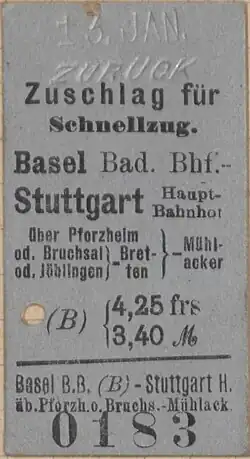 13. JAN.
ZURÜCK
Zuschlag für
Schnellzug.
Basel Bad. Bhf.-
Stuttgart Haupt-Bahnhof
über Pforzheim
od. Bruchsal - Bret- - Mühl-
od. Jöhlingen ten acker
(B) 4,25 frs
3,40 M
Basel B.B. (B) - Stuttgart H.
üb. Pforzh. o. Bruchs.-Mühlack.
0183